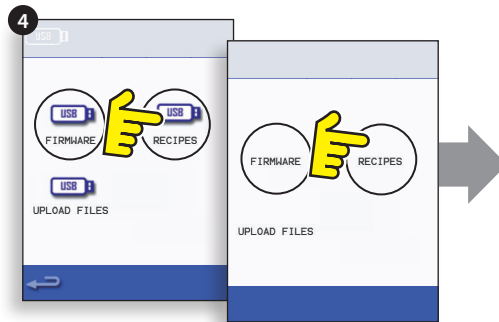 4
USB
USB USB
FIRMWARE RECIPES
USB
UPLOAD FILES
FIRMWARE RECIPES
UPLOAD FILES